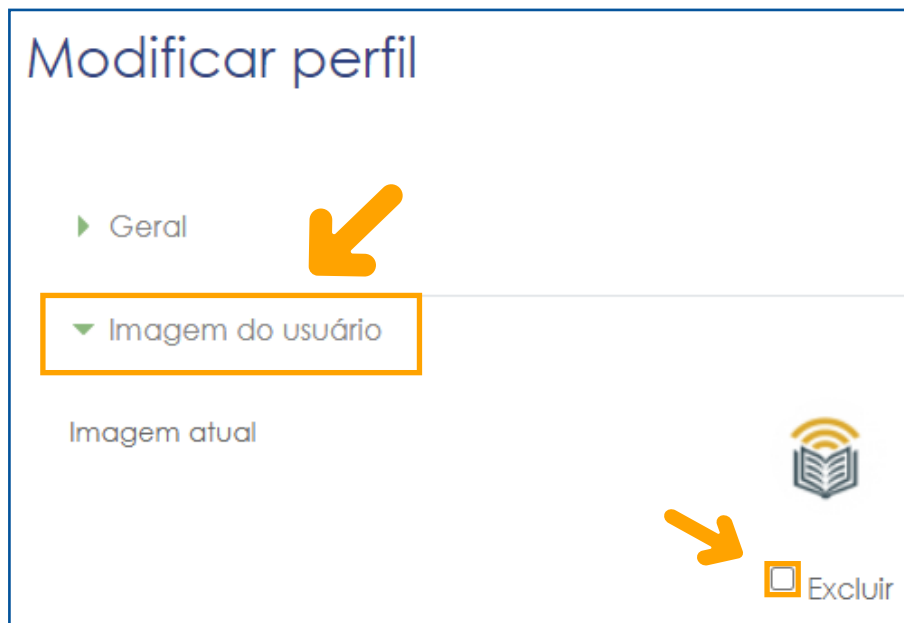 Modificar perfil
Geral
Imagem do usuário
Imagem atual
Excluir